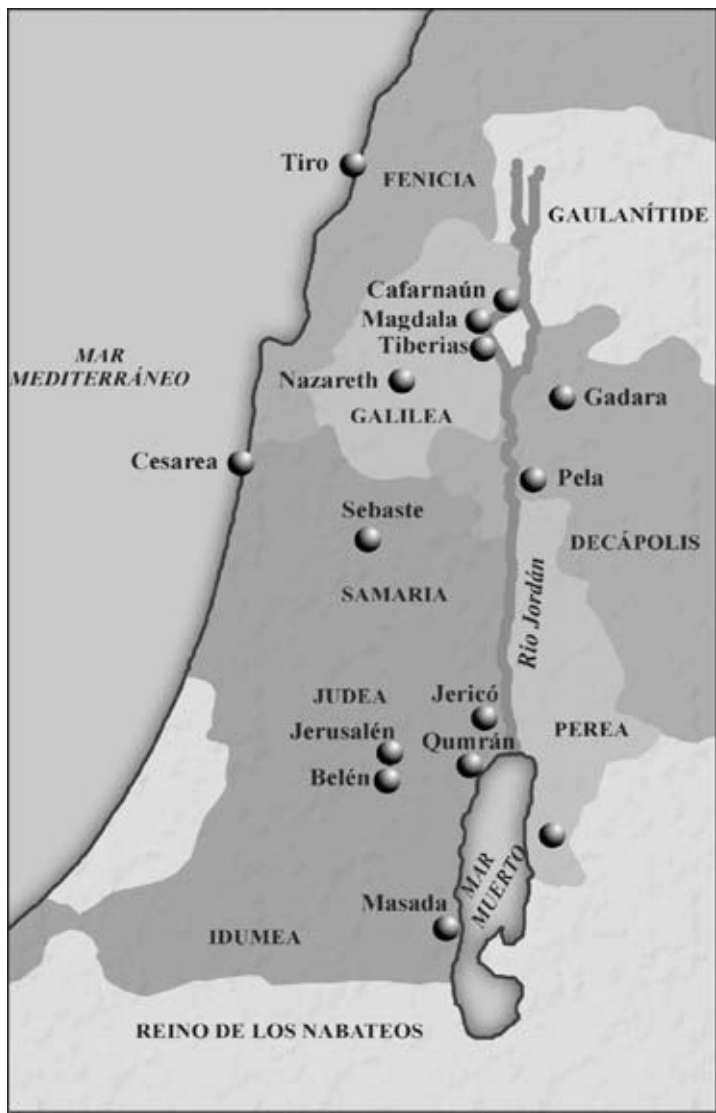 Tiro
FENICIA
GAULANÍTIDE
Cafarnaún
Magdala
Tiberias
MAR
MEDITERRÁNEO
Nazareth
GALILEA
Gadara
Cesarea
Pela
Sebaste
DECÁPOLIS
SAMARIA
Río Jordán
JUDEA
Jericó
Jerusalén
Qumrán
PEREA
Belén
MAR
MUERTO
Masada
IDUMEA
REINO DE LOS NABATEOS